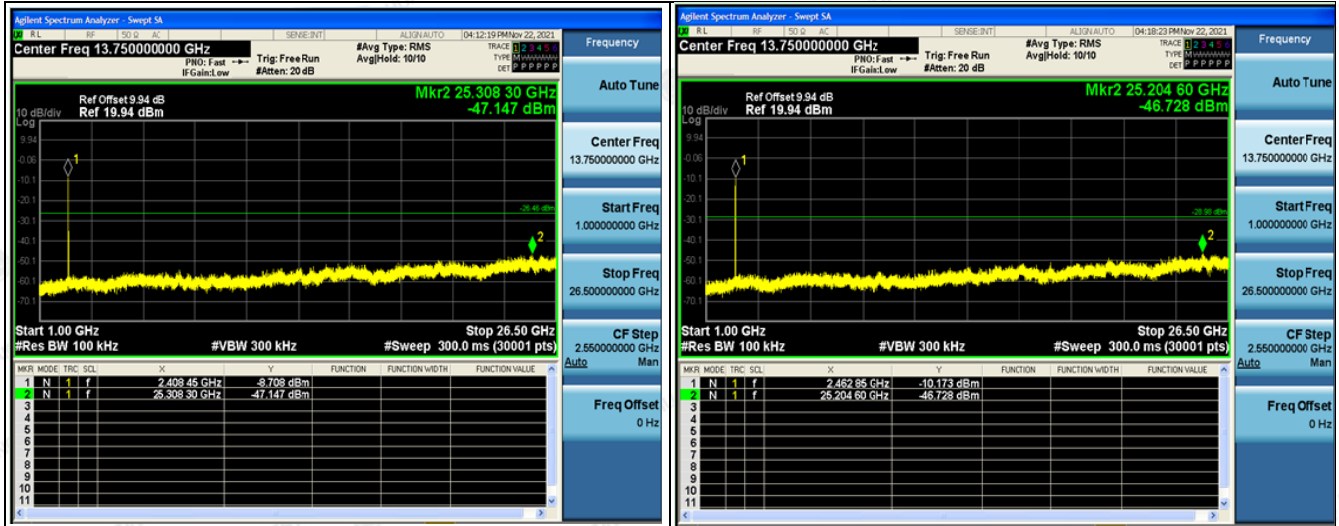 Agilent Spectrum Analyzer - Swept SA
RL RF 50 Ω AC SENSE:INT ALIGNAUTO 04:12:19 PM Nov 22, 2021
Center Freq 13.750000000 GHz
PNO: Fast
IFGain:Low
Trig: Free Run
#Atten: 20 dB
#Avg Type: RMS
Avg|Hold: 10/10
TRACE 1 2 3 4 5 6
TYPE M
DET P P P P P P
Ref Offset 9.94 dB
10 dB/div Ref 19.94 dBm
Mkr2 25.308 30 GHz
-47.147 dBm
Log
9.94
-0.06
-10.1
-20.1
-30.1
-40.1
-50.1
-60.1
-70.1
1
-26.46 dBm
2
Start 1.00 GHz Stop 26.50 GHz
#Res BW 100 kHz #VBW 300 kHz #Sweep 300.0 ms (30001 pts)
MKR MODE TRC SCL X Y FUNCTION FUNCTION WIDTH FUNCTION VALUE
1 N 1 f 2.408 45 GHz -8.708 dBm
2 N 1 f 25.308 30 GHz -47.147 dBm
3
4
5
6
7
8
9
10
11
Frequency
Auto Tune
Center Freq
13.750000000 GHz
Start Freq
1.000000000 GHz
Stop Freq
26.500000000 GHz
CF Step
2.550000000 GHz
Auto Man
Freq Offset
0 Hz
Agilent Spectrum Analyzer - Swept SA
RL RF 50 Ω AC SENSE:INT ALIGNAUTO 04:18:23 PM Nov 22, 2021
Center Freq 13.750000000 GHz
PNO: Fast
IFGain:Low
Trig: Free Run
#Atten: 20 dB
#Avg Type: RMS
Avg|Hold: 10/10
TRACE 1 2 3 4 5 6
TYPE M
DET P P P P P P
Ref Offset 9.94 dB
10 dB/div Ref 19.94 dBm
Mkr2 25.204 60 GHz
-46.728 dBm
Log
9.94
-0.06
-10.1
-20.1
-30.1
-40.1
-50.1
-60.1
-70.1
1
-28.98 dBm
2
Start 1.00 GHz Stop 26.50 GHz
#Res BW 100 kHz #VBW 300 kHz #Sweep 300.0 ms (30001 pts)
MKR MODE TRC SCL X Y FUNCTION FUNCTION WIDTH FUNCTION VALUE
1 N 1 f 2.462 85 GHz -10.173 dBm
2 N 1 f 25.204 60 GHz -46.728 dBm
3
4
5
6
7
8
9
10
11
Frequency
Auto Tune
Center Freq
13.750000000 GHz
Start Freq
1.000000000 GHz
Stop Freq
26.500000000 GHz
CF Step
2.550000000 GHz
Auto Man
Freq Offset
0 Hz